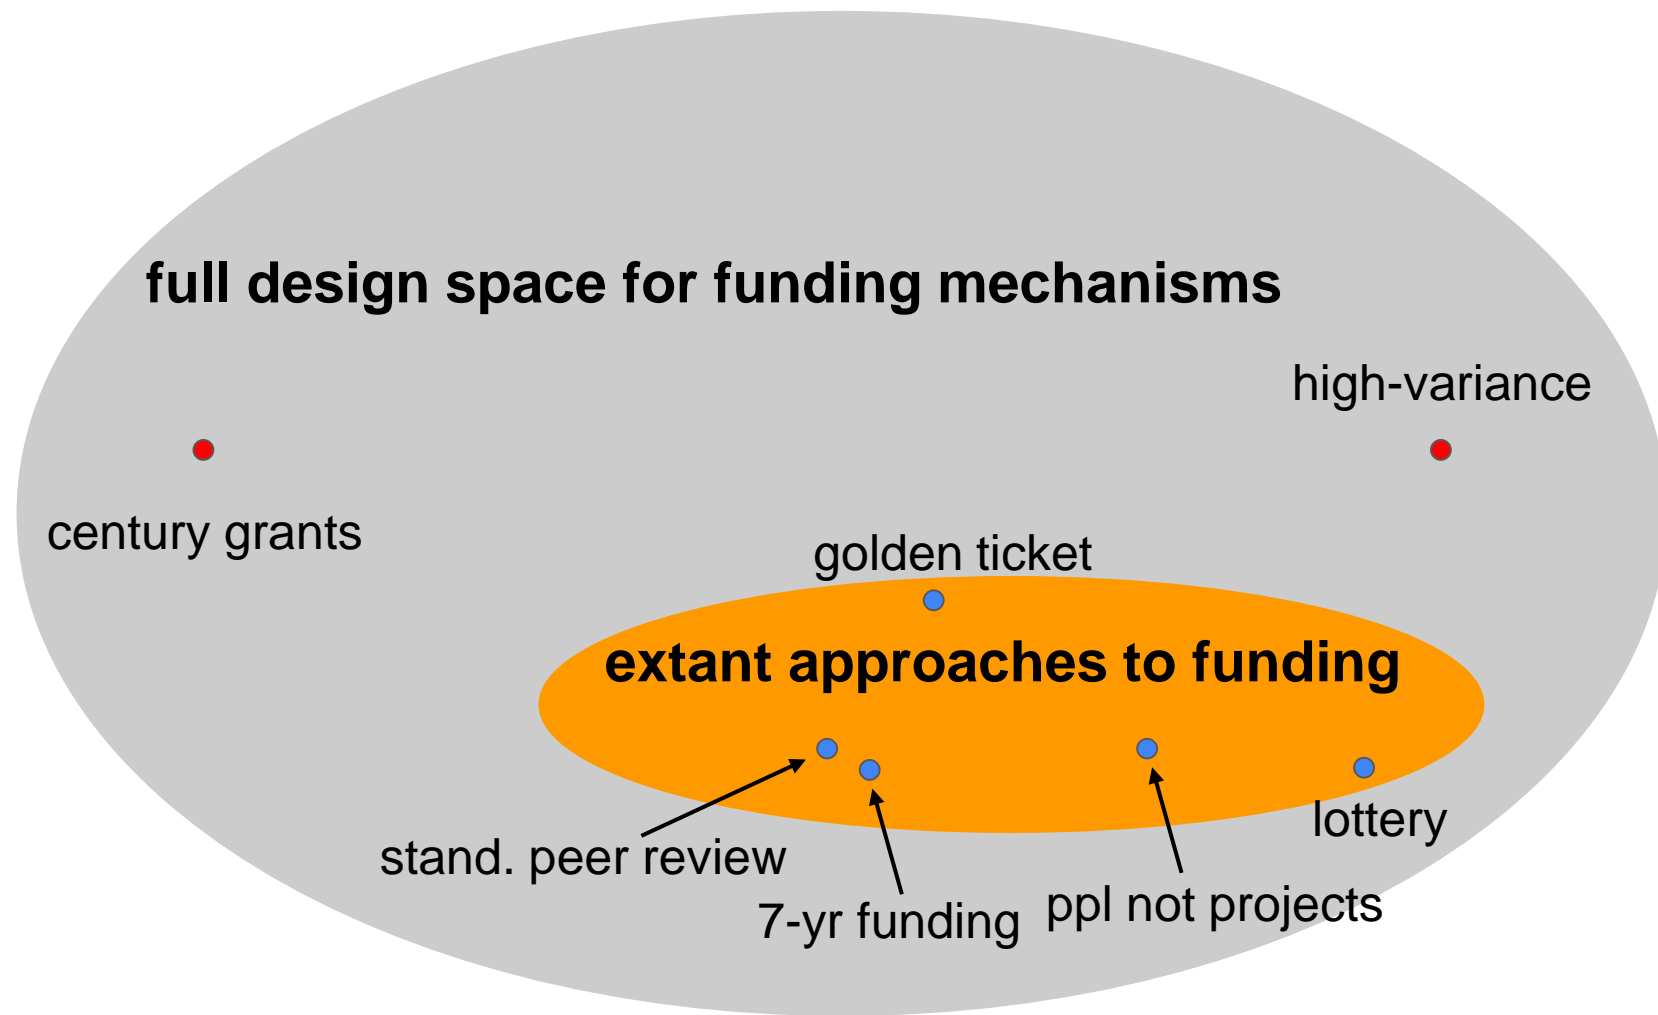 full design space for funding mechanisms
high-variance
century grants
golden ticket
extant approaches to funding
lottery
stand. peer review
7-yr funding
ppl not projects